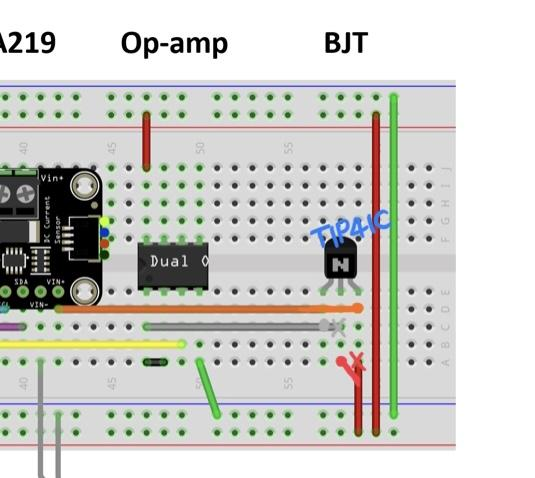 A219 Op-amp BJT
40 45 50 55
J
I
H
G
F
Vin+
DC Current
Sensor
TIP41C
Dual
N
SDA VIN+
VIN-
E
D
C
B
A
40 45 50 55